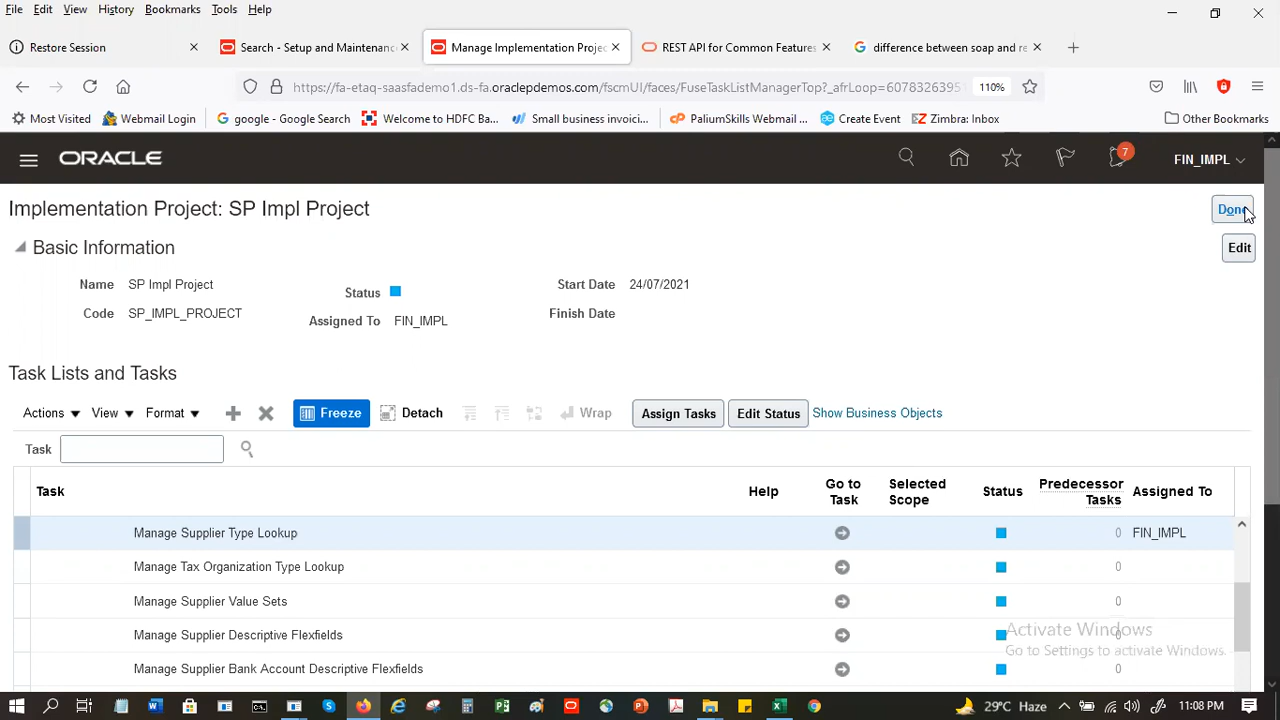 File Edit View History Bookmarks Tools Help
Restore Session × Search - Setup and Maintenanc × Manage Implementation Projec × REST API for Common Features × difference between soap and re ×
https://fa-etaq-saasfademo1.ds-fa.oracledemos.com/fscmUI/faces/FuseTaskListManagerTop?_afrLoop=6078326395 110%
Most Visited Webmail Login google - Google Search Welcome to HDFC Ba... Small business invoici... PaliumSkills Webmail ... Create Event Zimbra: Inbox Other Bookmarks
ORACLE 7 FIN_IMPL
Implementation Project: SP Impl Project Done
Basic Information Edit
Name SP Impl Project Status Start Date 24/07/2021
Code SP_IMPL_PROJECT Assigned To FIN_IMPL Finish Date
Task Lists and Tasks
Actions View Format Freeze Detach Wrap Assign Tasks Edit Status Show Business Objects
Task
Task Help Go to Task Selected Scope Status Predecessor Tasks Assigned To
Manage Supplier Type Lookup 0 FIN_IMPL
Manage Tax Organization Type Lookup 0
Manage Supplier Value Sets 0
Manage Supplier Descriptive Flexfields 0
Manage Supplier Bank Account Descriptive Flexfields 0
Activate Windows
Go to Settings to activate Windows.
29°C Haze 11:08 PM